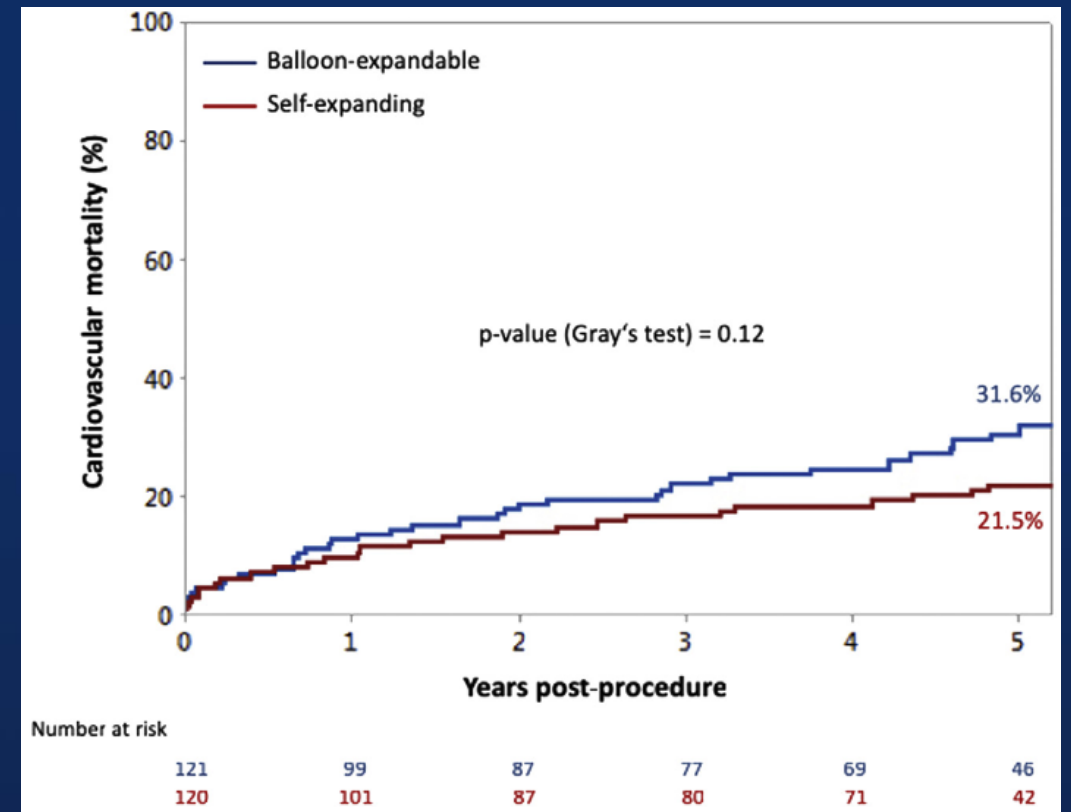 100
Balloon-expandable
Self-expanding
80
60
40
20
0
Cardiovascular mortality (%)
p-value (Gray‘s test) = 0.12
31.6%
21.5%
0 1 2 3 4 5
Years post-procedure
Number at risk
121 99 87 77 69 46
120 101 87 80 71 42